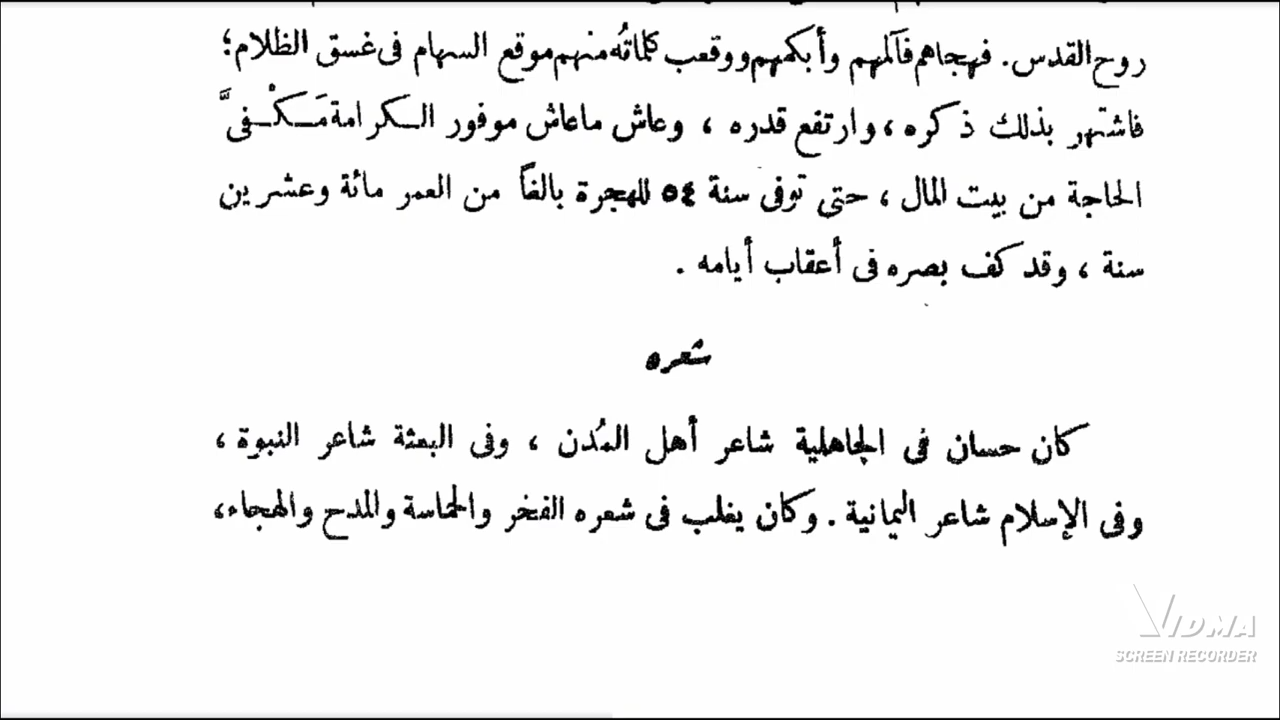 روح القدس. فهجاهم فآلمهم وأبكمهم ووقعب كلماتُه منهم موقع السهام فى غسق الظلام؛
فاشتهر بذلك ذكره، وارتفع قدره، وعاش ماعاش موفور الكرامة مَكْفىَّ
الحاجة من بيت المال، حتى توفى سنة ٥٤ للهجرة بالغاً من العمر مائة وعشرين
سنة، وقد كف بصره فى أعقاب أيامه.
شعره
كان حسان فى الجاهلية شاعر أهل المُدن، وفى البعثة شاعر النبوة،
وفى الإسلام شاعر اليمانية. وكان يغلب فى شعره الفخر والحماسة والمدح والهجاء،
VIDMA
SCREEN RECORDER